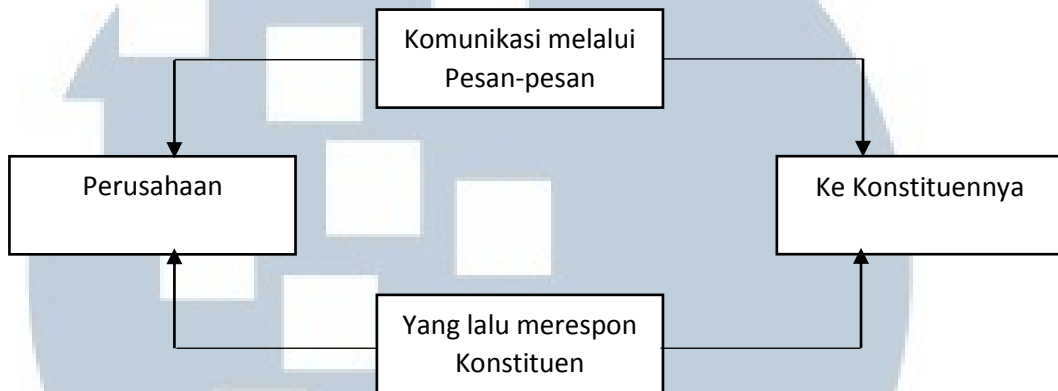 Komunikasi melalui
Pesan-pesan
Perusahaan
Ke Konstituennya
Yang lalu merespon
Konstituen